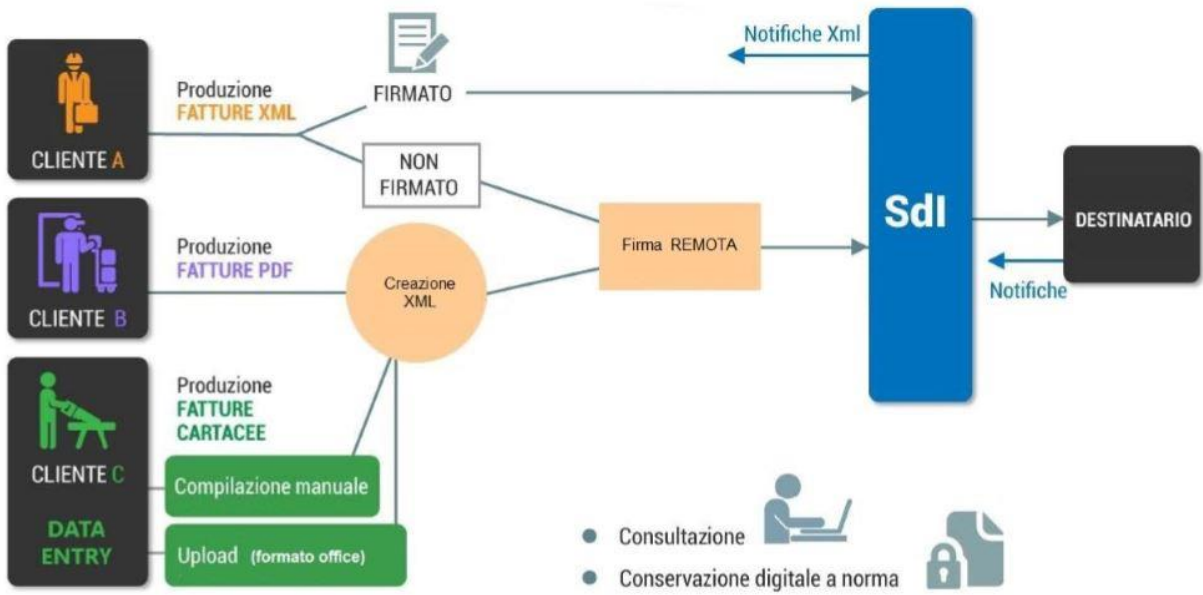 Notifiche Xml
Produzione
FATTURE XML
FIRMATO
CLIENTE A
NON
FIRMATO
SdI
DESTINATARIO
Produzione
FATTURE PDF
Firma REMOTA
Creazione
XML
Notifiche
CLIENTE B
Produzione
FATTURE
CARTACEE
CLIENTE C
Compilazione manuale
DATA
ENTRY
Upload (formato office)
Consultazione
Conservazione digitale a norma